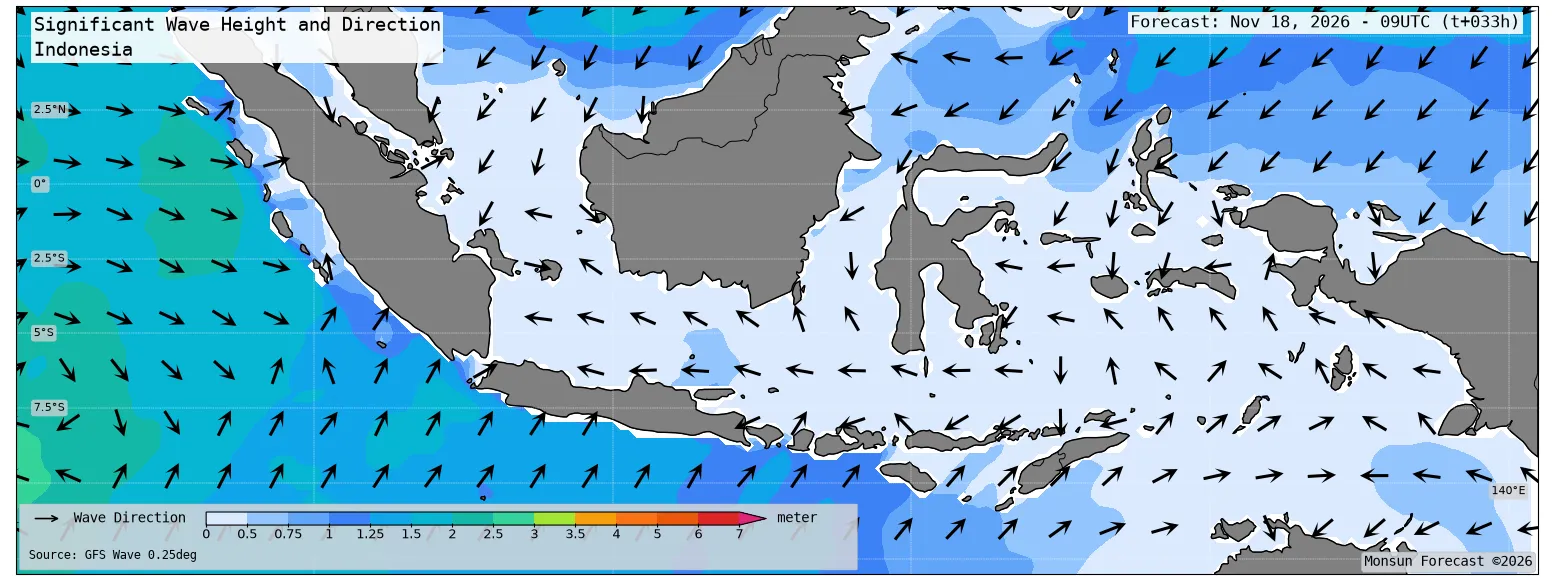 Significant Wave Height and Direction
Indonesia
Forecast: Nov 18, 2026 - 09UTC (t+033h)
2.5°N
0°
2.5°S
5°S
7.5°S
140°E
Wave Direction
0 0.5 0.75 1 1.25 1.5 2 2.5 3 3.5 4 5 6 7
meter
Source: GFS Wave 0.25deg
Monsun Forecast ©2026